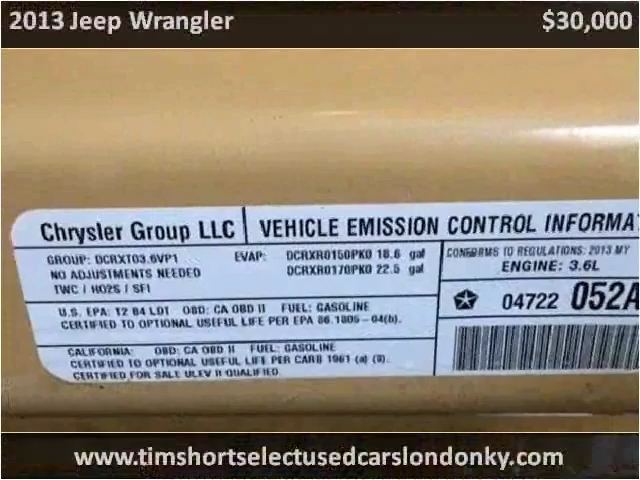 2013 Jeep Wrangler $30,000
Chrysler Group LLC VEHICLE EMISSION CONTROL INFORMA
GROUP: DCRXT03.6VP1 EVAP: DCRXR0150PK0 18.6 gal
DCRXR0170PK0 22.5 gal
NO ADJUSTMENTS NEEDED
TWC / HO2S / SFI
CONFORMS TO REGULATIONS: 2013 MY
ENGINE: 3.6L
U.S. EPA: T2 B4 LDT OBD: CA OBD II FUEL: GASOLINE
CERTIFIED TO OPTIONAL USEFUL LIFE PER EPA 86.1805-04(b).
04722 052A
CALIFORNIA: OBD: CA OBD II FUEL: GASOLINE
CERTIFIED TO OPTIONAL USEFUL LIFE PER CARB 1961 (a) (8).
CERTIFIED FOR SALE ULEV II QUALIFIED.
www.timshortselectusedcarslondonky.com